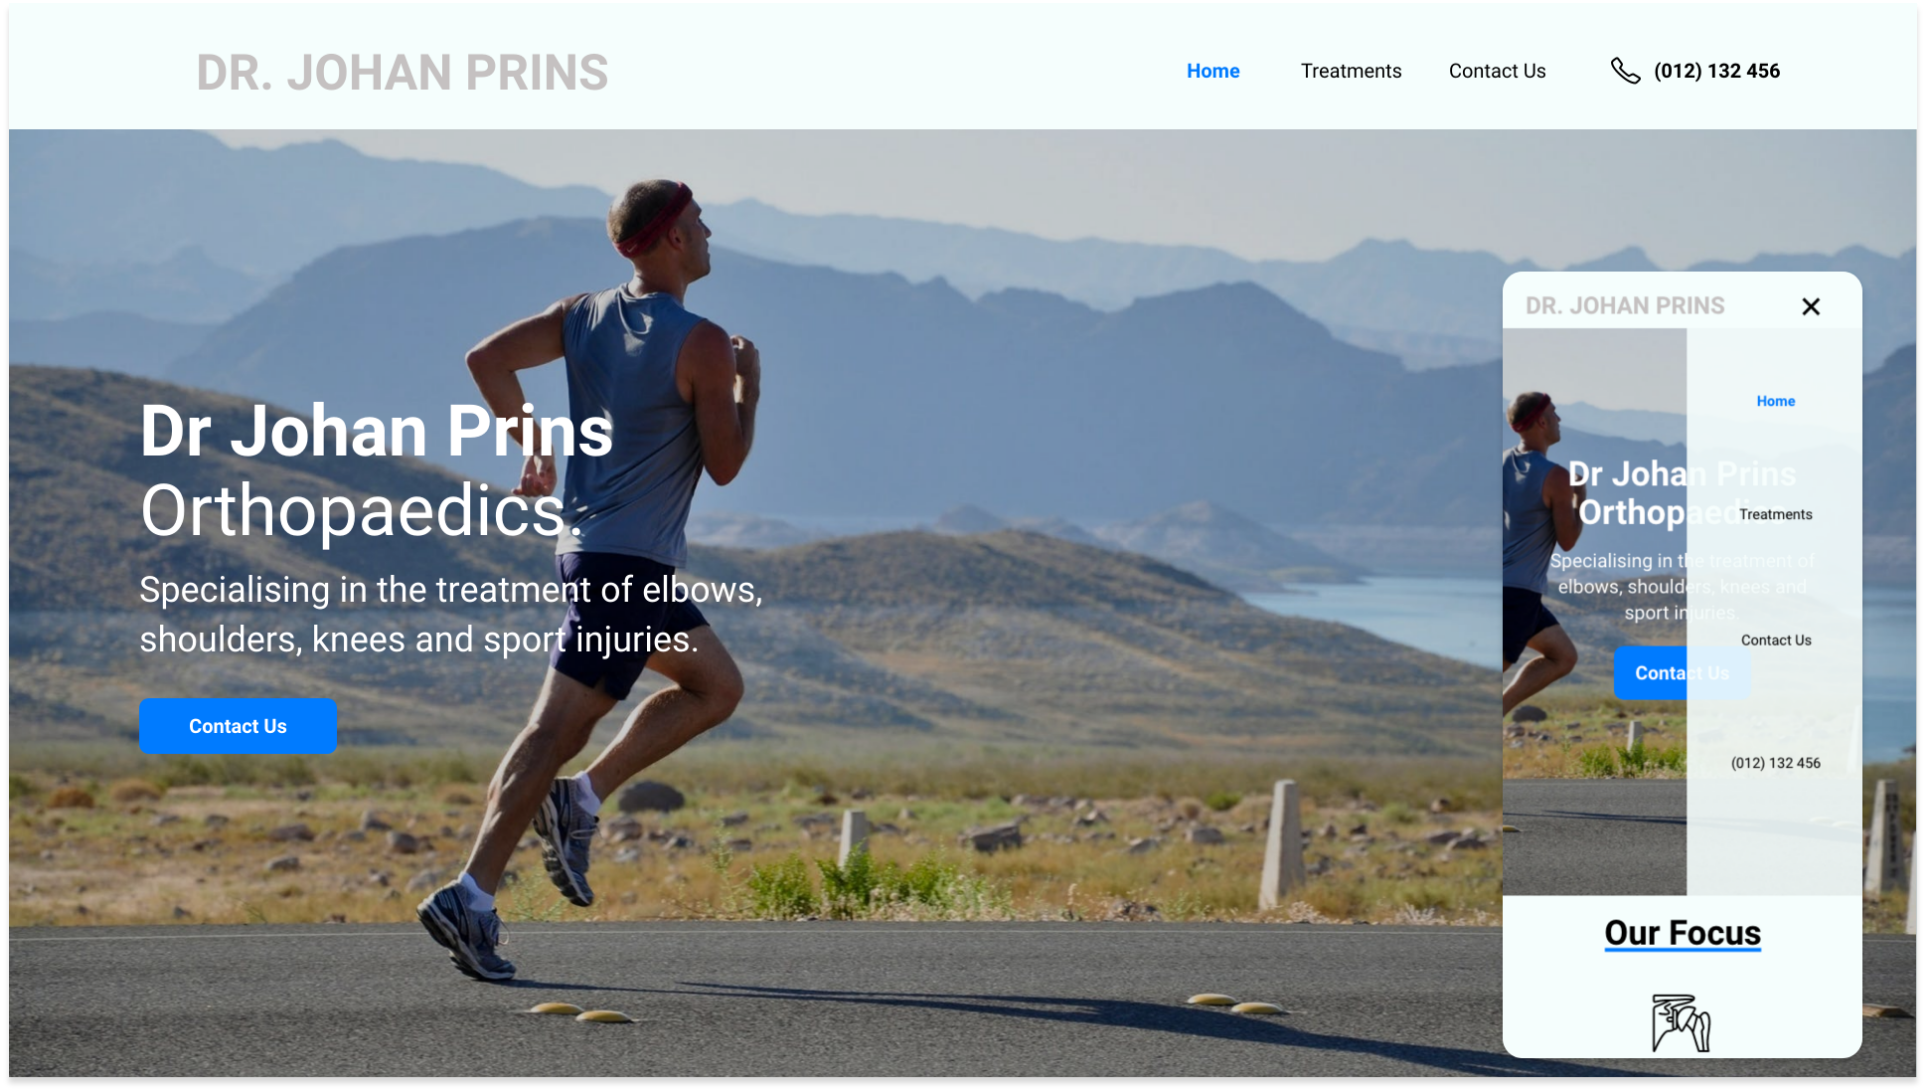 DR. JOHAN PRINS
Home
Treatments
Contact Us
(012) 132 456
Dr Johan Prins
Orthopaedics.
Specialising in the treatment of elbows,
shoulders, knees and sport injuries.
Contact Us
DR. JOHAN PRINS
Home
Treatments
Contact Us
(012) 132 456
Dr Johan Prins
Orthopaedics
Specialising in the treatment of
elbows, shoulders, knees and
sport injuries.
Contact Us
Our Focus